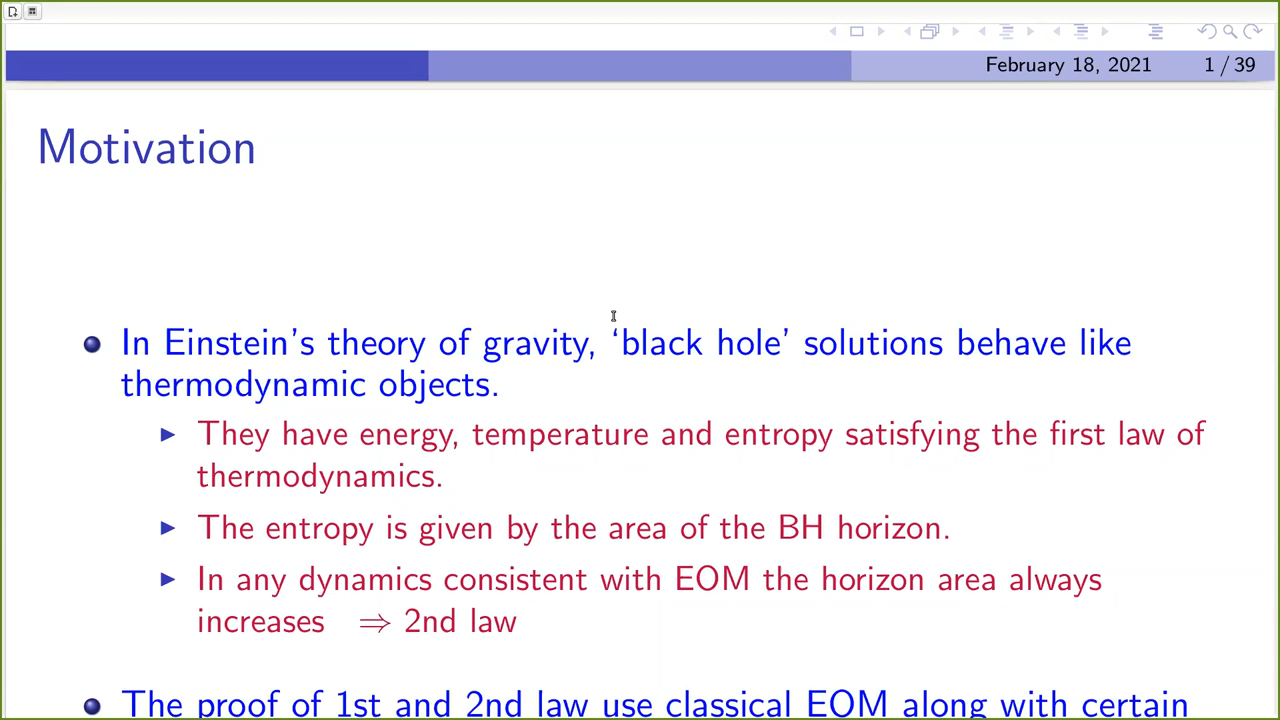 February 18, 2021 1 / 39
Motivation
In Einstein's theory of gravity, ‘black hole’ solutions behave like
thermodynamic objects.
They have energy, temperature and entropy satisfying the first law of
thermodynamics.
The entropy is given by the area of the BH horizon.
In any dynamics consistent with EOM the horizon area always
increases ⇒ 2nd law
The proof of 1st and 2nd law use classical EOM along with certain